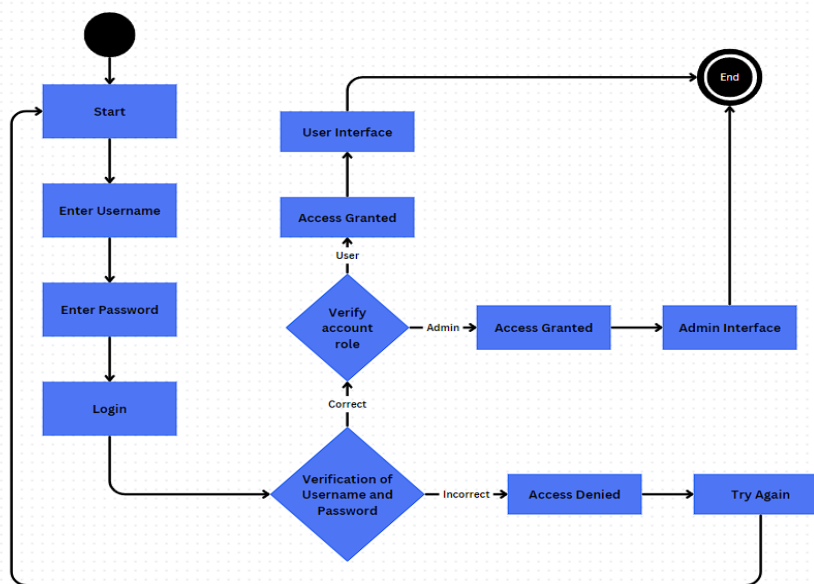 Start
Enter Username
Enter Password
Login
Verification of
Username and
Password
Correct
Incorrect
Access Denied
Try Again
Verify
account
role
User
Access Granted
User Interface
Admin
Access Granted
Admin Interface
End